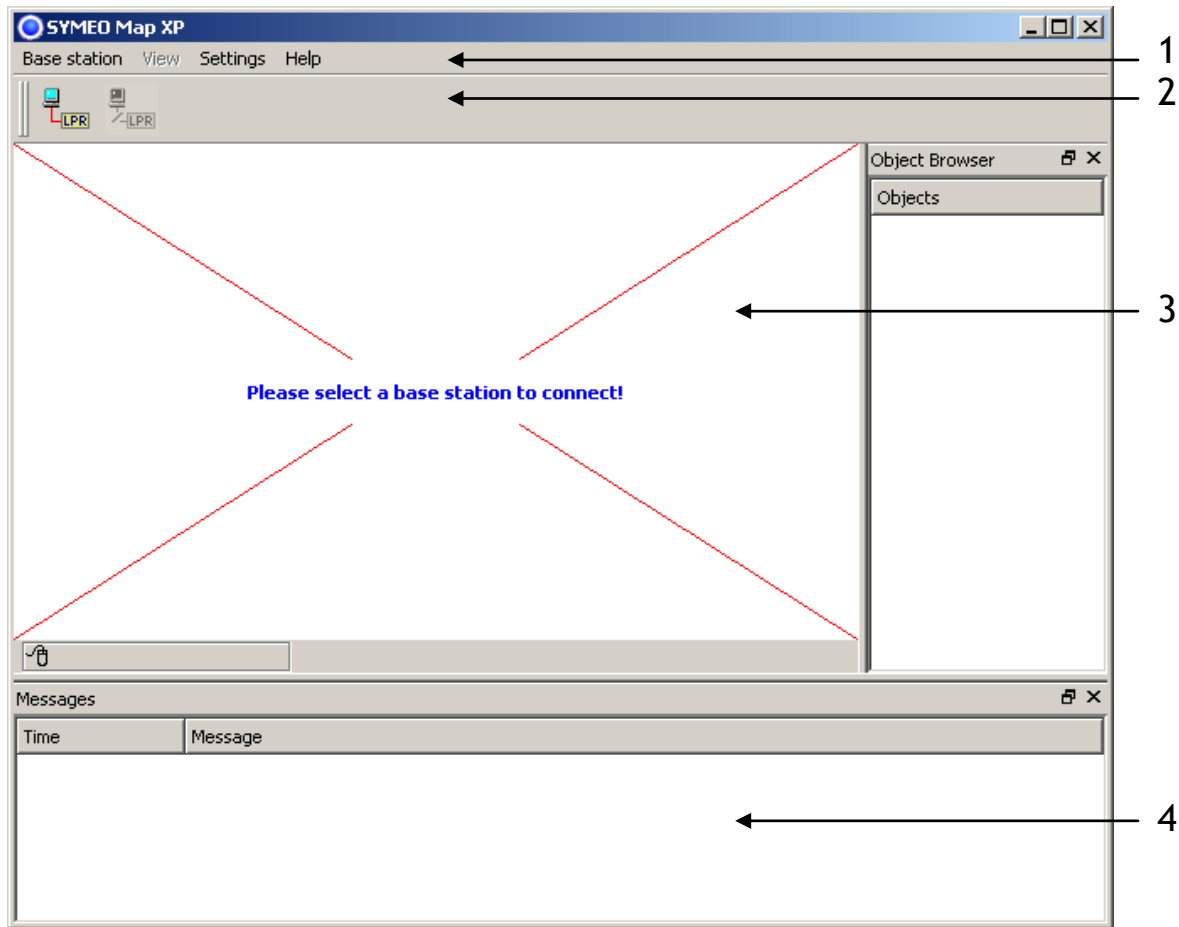 SYMEO Map XP
Base station View Settings Help
1
2
LPR LPR
Object Browser
Objects
3
Please select a base station to connect!
Messages
Time Message
4